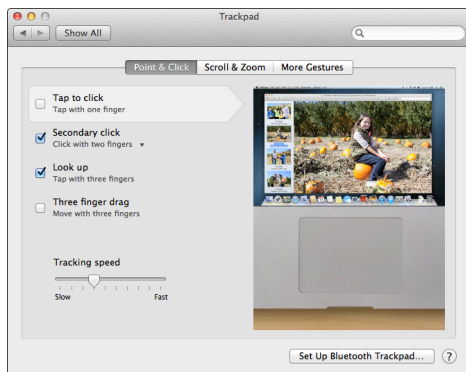 Trackpad
Show All
Point & Click Scroll & Zoom More Gestures
Tap to click
Tap with one finger
Secondary click
Click with two fingers
Look up
Tap with three fingers
Three finger drag
Move with three fingers
Tracking speed
Slow Fast
Set Up Bluetooth Trackpad... ?